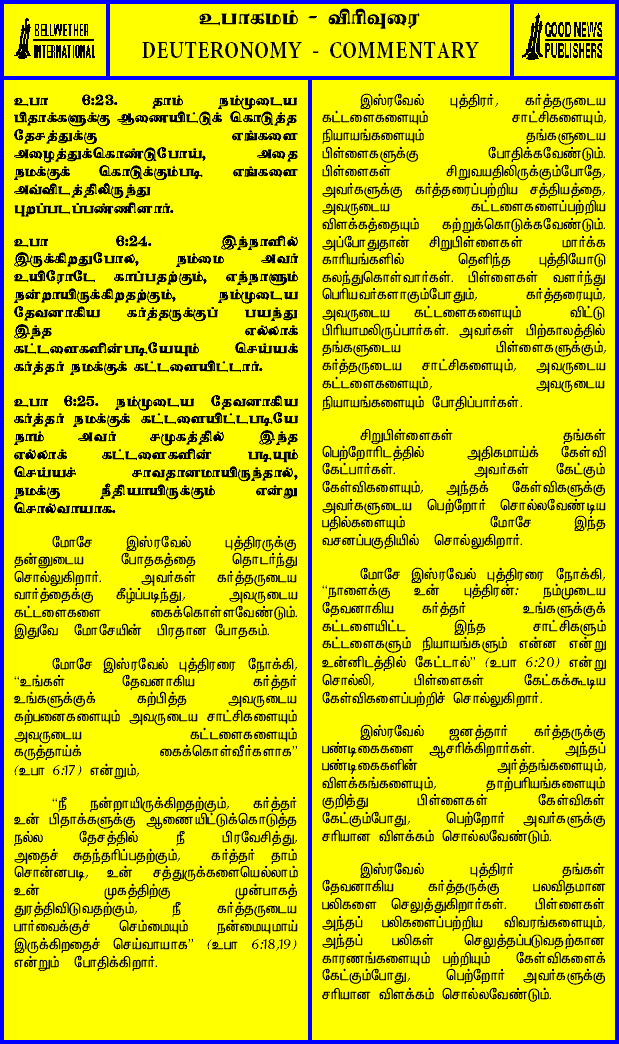 BELLWETHER
INTERNATIONAL
உபாகமம் - விரிவுரை
DEUTERONOMY - COMMENTARY
GOOD NEWS
PUBLISHERS
உபா 6:23. தாம் நம்முடைய
பிதாக்களுக்கு ஆணையிட்டுக் கொடுத்த
தேசத்துக்கு எங்களை
அழைத்துக்கொண்டுபோய், அதை
நமக்குக் கொடுக்கும்படி எங்களை
அவ்விடத்திலிருந்து
புறப்படப்பண்ணினார்.
உபா 6:24. இந்நாளில்
இருக்கிறதுபோல, நம்மை அவர்
உயிரோடே காப்பதற்கும், எந்நாளும்
நன்றாயிருக்கிறதற்கும், நம்முடைய
தேவனாகிய கர்த்தருக்குப் பயந்து
இந்த எல்லாக்
கட்டளைகளின்படியேயும் செய்யக்
கர்த்தர் நமக்குக் கட்டளையிட்டார்.
உபா 6:25. நம்முடைய தேவனாகிய
கர்த்தர் நமக்குக் கட்டளையிட்டபடியே
நாம் அவர் சமுகத்தில் இந்த
எல்லாக் கட்டளைகளின் படியும்
செய்யச் சாவதானமாயிருந்தால்,
நமக்கு நீதியாயிருக்கும் என்று
சொல்வாயாக.
மோசே இஸ்ரவேல் புத்திரருக்கு
தன்னுடைய போதகத்தை தொடர்ந்து
சொல்லுகிறார். அவர்கள் கர்த்தருடைய
வார்த்தைக்கு கீழ்ப்படிந்து, அவருடைய
கட்டளைகளை கைக்கொள்ளவேண்டும்.
இதுவே மோசேயின் பிரதான போதகம்.
மோசே இஸ்ரவேல் புத்திரரை நோக்கி,
“உங்கள் தேவனாகிய கர்த்தர்
உங்களுக்குக் கற்பித்த அவருடைய
கற்பனைகளையும் அவருடைய சாட்சிகளையும்
அவருடைய கட்டளைகளையும்
கருத்தாய்க் கைக்கொள்வீர்களாக”
(உபா 6:17) என்றும்,
“நீ நன்றாயிருக்கிறதற்கும், கர்த்தர்
உன் பிதாக்களுக்கு ஆணையிட்டுக்கொடுத்த
நல்ல தேசத்தில் நீ பிரவேசித்து,
அதைச் சுதந்தரிப்பதற்கும், கர்த்தர் தாம்
சொன்னபடி, உன் சத்துருக்களையெல்லாம்
உன் முகத்திற்கு முன்பாகத்
துரத்திவிடுவதற்கும், நீ கர்த்தருடைய
பார்வைக்குச் செம்மையும் நன்மையுமாய்
இருக்கிறதைச் செய்வாயாக” (உபா 6:18,19)
என்றும் போதிக்கிறார்.
இஸ்ரவேல் புத்திரர், கர்த்தருடைய
கட்டளைகளையும் சாட்சிகளையும்,
நியாயங்களையும் தங்களுடைய
பிள்ளைகளுக்கு போதிக்கவேண்டும்.
பிள்ளைகள் சிறுவயதிலிருக்கும்போதே,
அவர்களுக்கு கர்த்தரைப்பற்றிய சத்தியத்தை,
அவருடைய கட்டளைகளைப்பற்றிய
விளக்கத்தையும் கற்றுக்கொடுக்கவேண்டும்.
அப்போதுதான் சிறுபிள்ளைகள் மார்க்க
காரியங்களில் தெளிந்த புத்தியோடு
கலந்துகொள்வார்கள். பிள்ளைகள் வளர்ந்து
பெரியவர்களாகும்போதும், கர்த்தரையும்,
அவருடைய கட்டளைகளையும் விட்டு
பிரியாமலிருப்பார்கள். அவர்கள் பிற்காலத்தில்
தங்களுடைய பிள்ளைகளுக்கும்,
கர்த்தருடைய சாட்சிகளையும், அவருடைய
கட்டளைகளையும், அவருடைய
நியாயங்களையும் போதிப்பார்கள்.
சிறுபிள்ளைகள் தங்கள்
பெற்றோரிடத்தில் அதிகமாய்க் கேள்வி
கேட்பார்கள். அவர்கள் கேட்கும்
கேள்விகளையும், அந்தக் கேள்விகளுக்கு
அவர்களுடைய பெற்றோர் சொல்லவேண்டிய
பதில்களையும் மோசே இந்த
வசனப்பகுதியில் சொல்லுகிறார்.
மோசே இஸ்ரவேல் புத்திரரை நோக்கி,
“நாளைக்கு உன் புத்திரன்: நம்முடைய
தேவனாகிய கர்த்தர் உங்களுக்குக்
கட்டளையிட்ட இந்த சாட்சிகளும்
கட்டளைகளும் நியாயங்களும் என்ன என்று
உன்னிடத்தில் கேட்டால்” (உபா 6:20) என்று
சொல்லி, பிள்ளைகள் கேட்கக்கூடிய
கேள்விகளைப்பற்றிச் சொல்லுகிறார்.
இஸ்ரவேல் ஜனத்தார் கர்த்தருக்கு
பண்டிகைகளை ஆசரிக்கிறார்கள். அந்தப்
பண்டிகைகளின் அர்த்தங்களையும்,
விளக்கங்களையும், தாற்பரியங்களையும்
குறித்து பிள்ளைகள் கேள்விகள்
கேட்கும்போது, பெற்றோர் அவர்களுக்கு
சரியான விளக்கம் சொல்லவேண்டும்.
இஸ்ரவேல் புத்திரர் தங்கள்
தேவனாகிய கர்த்தருக்கு பலவிதமான
பலிகளை செலுத்துகிறார்கள். பிள்ளைகள்
அந்தப் பலிகளைப்பற்றிய விவரங்களையும்,
அந்தப் பலிகள் செலுத்தப்படுவதற்கான
காரணங்களையும் பற்றியும் கேள்விகளைக்
கேட்கும்போது, பெற்றோர் அவர்களுக்கு
சரியான விளக்கம் சொல்லவேண்டும்.